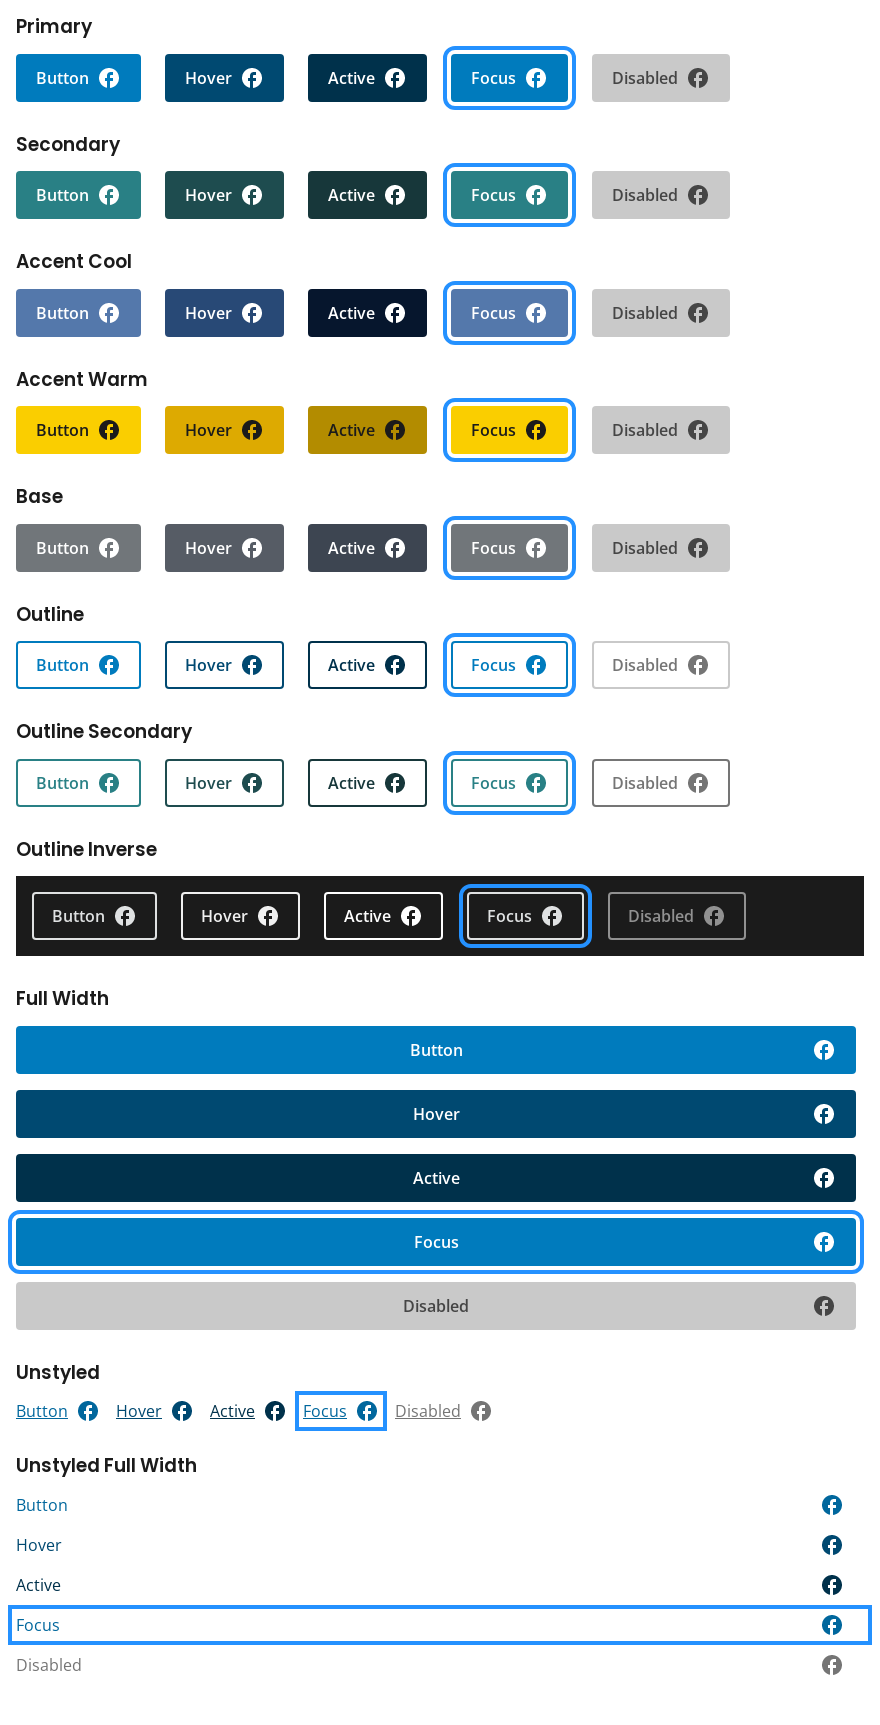 Primary
Button Hover Active Focus Disabled
Secondary
Button Hover Active Focus Disabled
Accent Cool
Button Hover Active Focus Disabled
Accent Warm
Button Hover Active Focus Disabled
Base
Button Hover Active Focus Disabled
Outline
Button Hover Active Focus Disabled
Outline Secondary
Button Hover Active Focus Disabled
Outline Inverse
Button Hover Active Focus Disabled
Full Width
Button
Hover
Active
Focus
Disabled
Unstyled
Button Hover Active Focus Disabled
Unstyled Full Width
Button
Hover
Active
Focus
Disabled